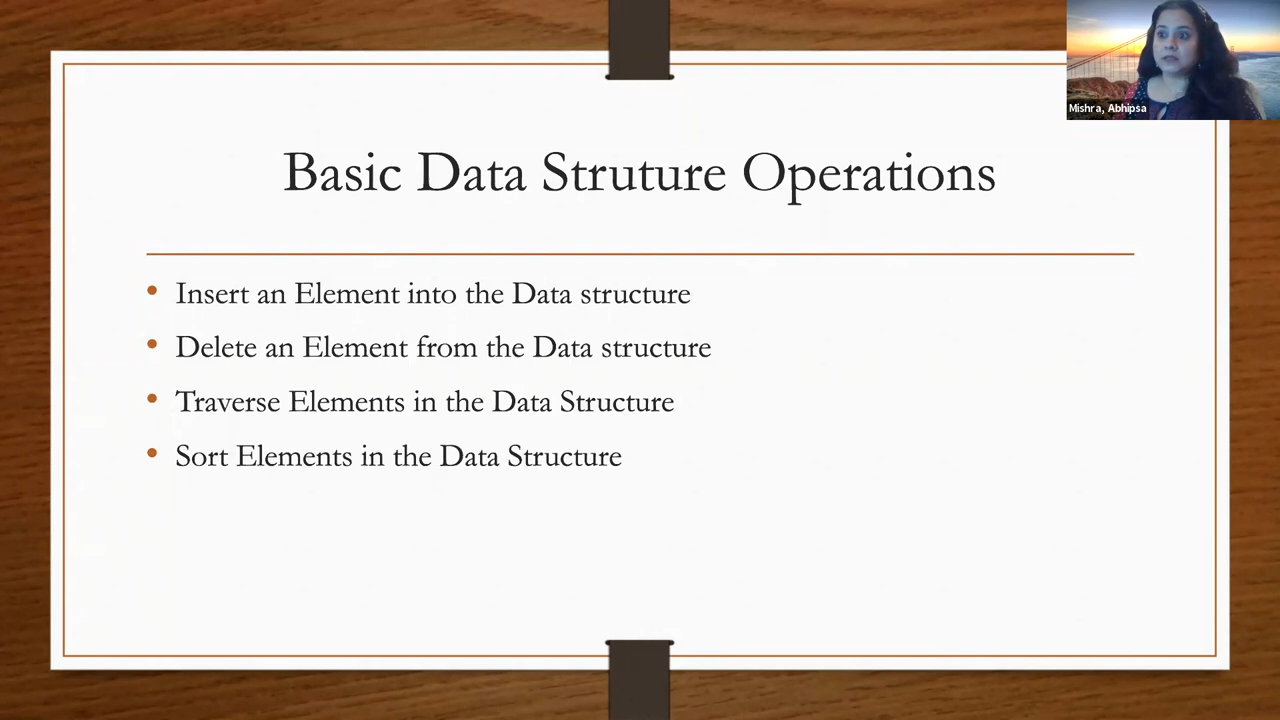 Mishra, Abhipsa
Basic Data Struture Operations
• Insert an Element into the Data structure
• Delete an Element from the Data structure
• Traverse Elements in the Data Structure
• Sort Elements in the Data Structure